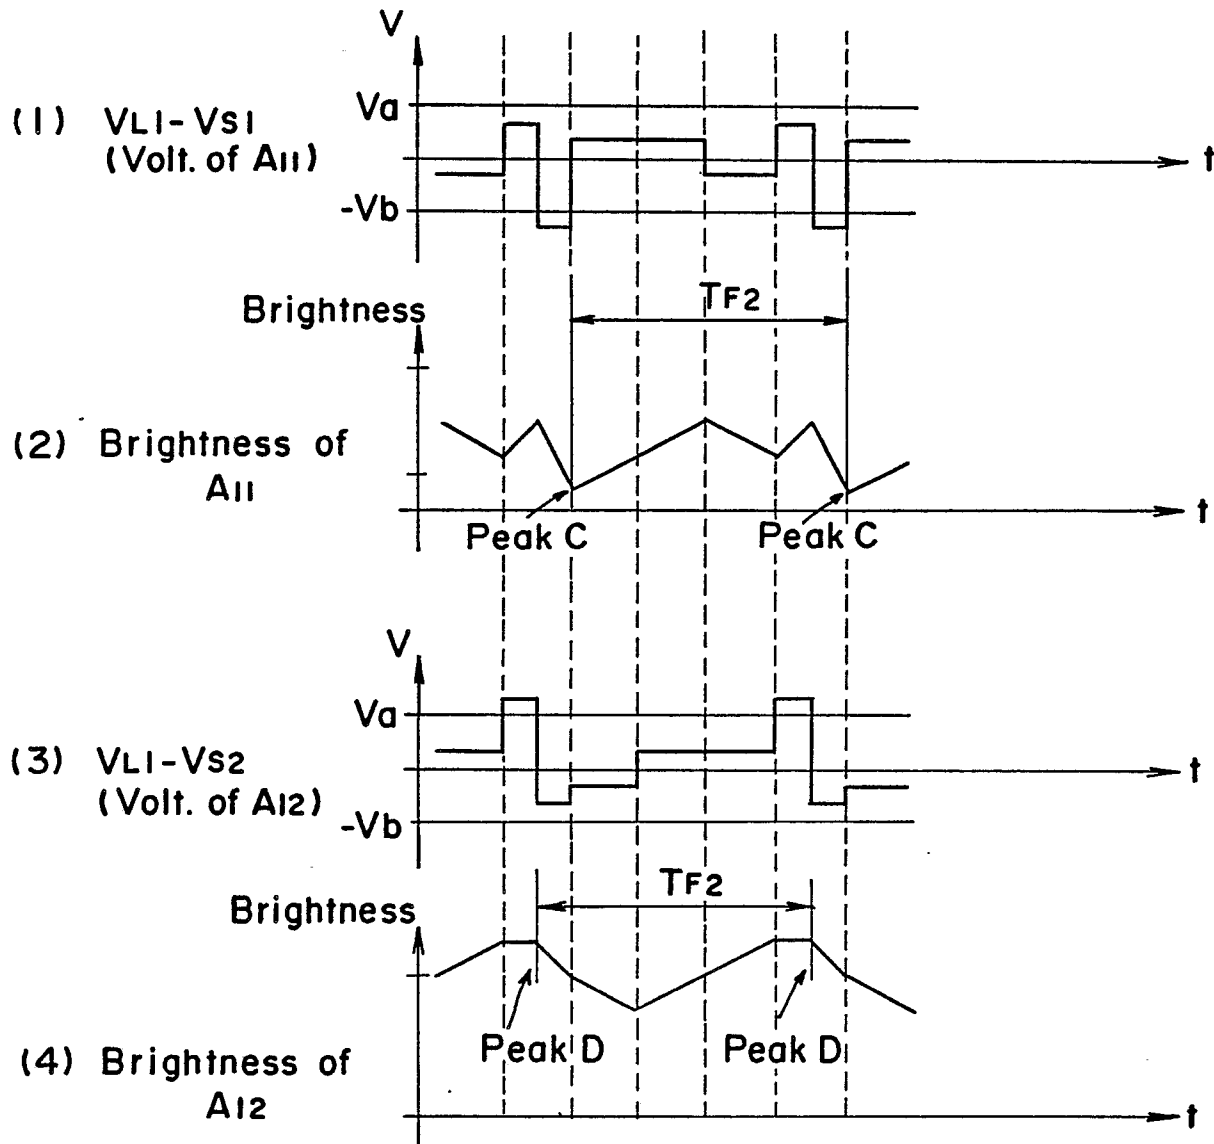 V
Va
(1) VL1-VS1
(Volt. of A11)
t
-Vb
TF2
Brightness
(2) Brightness of
A11
t
Peak C
Peak C
V
Va
(3) VL1-VS2
(Volt. of A12)
t
-Vb
TF2
Brightness
Peak D
Peak D
(4) Brightness of
A12
t